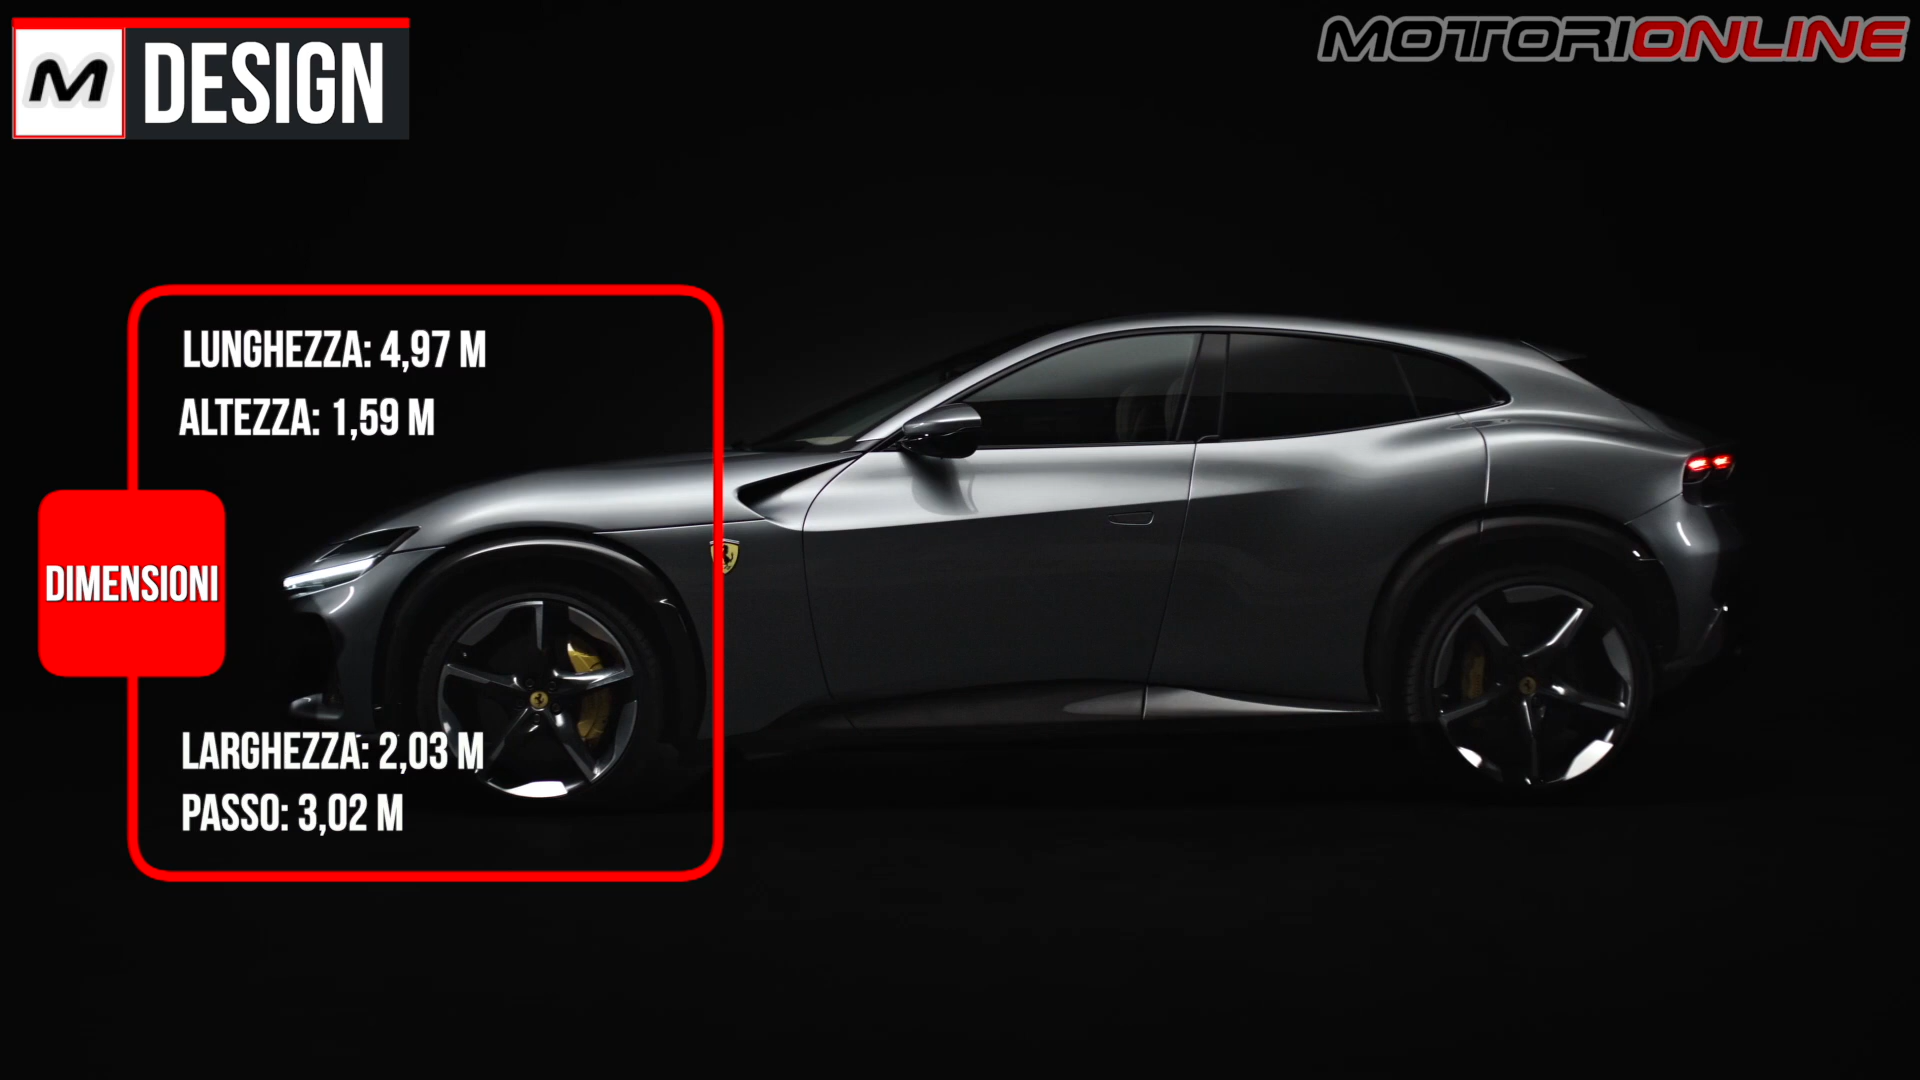 M DESIGN
MOTORIONLINE
LUNGHEZZA: 4,97 M
ALTEZZA: 1,59 M
DIMENSIONI
LARGHEZZA: 2,03 M
PASSO: 3,02 M